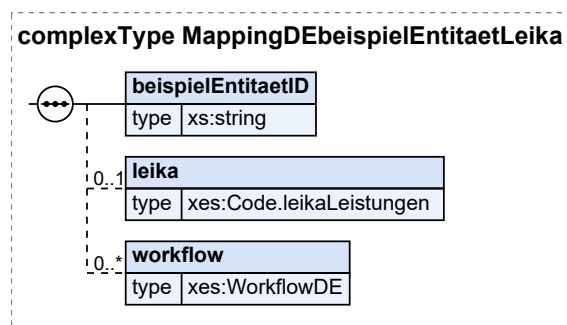 complexType MappingDEbeispielEntitaetLeika
beispielEntitaetID
type xs:string
0..1 leika
type xes:Code.leikaLeistungen
0..* workflow
type xes:WorkflowDE